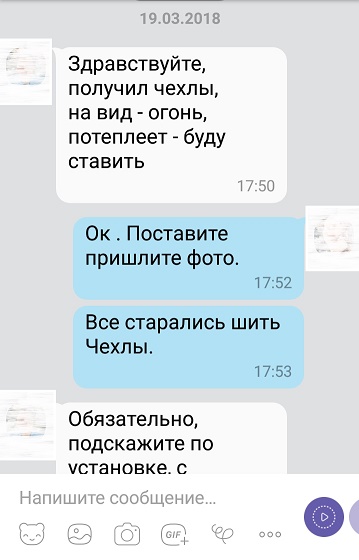 19.03.2018
Здравствуйте,
получил чехлы,
на вид - огонь,
потеплеет - буду
ставить
17:50
Ок . Поставите
пришлите фото.
17:52
Все старались шить
Чехлы.
17:53
Обязательно,
подскажите по
установке, с
Напишите сообщение...
GIF+